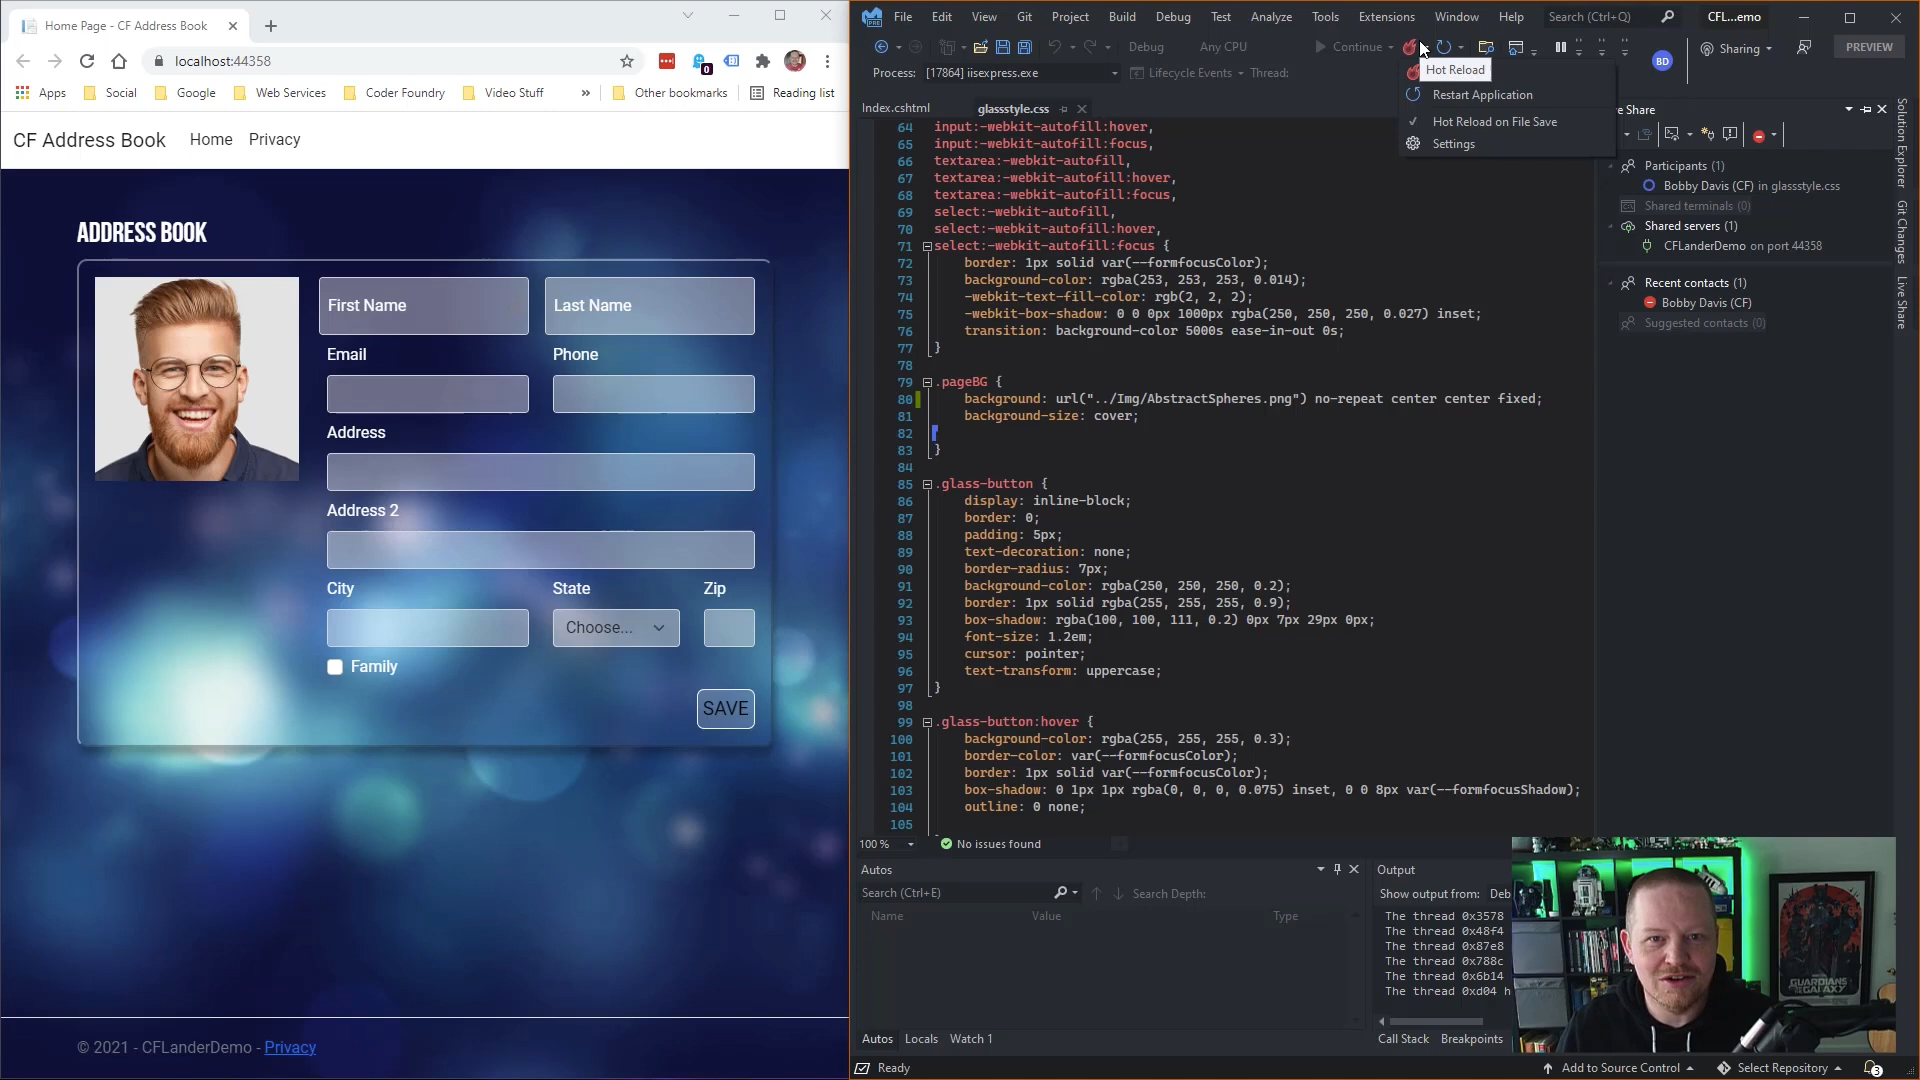 Home Page - CF Address Book
localhost:44358
0
Apps
Social
Google
Web Services
Coder Foundry
Video Stuff
»
Other bookmarks
Reading list
CF Address Book
Home
Privacy
ADDRESS BOOK
First Name
Last Name
Email
Phone
Address
Address 2
City
State
Zip
Choose...
Family
SAVE
© 2021 - CFLanderDemo - Privacy
PRE
File
Edit
View
Git
Project
Build
Debug
Test
Analyze
Tools
Extensions
Window
Help
Search (Ctrl+Q)
CFL...emo
Debug
Any CPU
Continue
BD
Sharing
PREVIEW
Process:
[17864] iisexpress.exe
Lifecycle Events
Thread:
Hot Reload
Restart Application
Hot Reload on File Save
Settings
Index.cshtml
glassstyle.css
64 input:-webkit-autofill:hover,
65 input:-webkit-autofill:focus,
66 textarea:-webkit-autofill,
67 textarea:-webkit-autofill:hover,
68 textarea:-webkit-autofill:focus,
69 select:-webkit-autofill,
70 select:-webkit-autofill:hover,
71 select:-webkit-autofill:focus {
72 border: 1px solid var(--formfocusColor);
73 background-color: rgba(253, 253, 253, 0.014);
74 -webkit-text-fill-color: rgb(2, 2, 2);
75 -webkit-box-shadow: 0 0 0px 1000px rgba(250, 250, 250, 0.027) inset;
76 transition: background-color 5000s ease-in-out 0s;
77 }
78
79 .pageBG {
80 background: url("../Img/AbstractSpheres.png") no-repeat center center fixed;
81 background-size: cover;
82
83 }
84
85 .glass-button {
86 display: inline-block;
87 border: 0;
88 padding: 5px;
89 text-decoration: none;
90 border-radius: 7px;
91 background-color: rgba(250, 250, 250, 0.2);
92 border: 1px solid rgba(255, 255, 255, 0.9);
93 box-shadow: rgba(100, 100, 111, 0.2) 0px 7px 29px 0px;
94 font-size: 1.2em;
95 cursor: pointer;
96 text-transform: uppercase;
97 }
98
99 .glass-button:hover {
100 background-color: rgba(255, 255, 255, 0.3);
101 border-color: var(--formfocusColor);
102 border: 1px solid var(--formfocusColor);
103 box-shadow: 0 1px 1px rgba(0, 0, 0, 0.075) inset, 0 0 8px var(--formfocusShadow);
104 outline: 0 none;
105
100 %
No issues found
re Share
Participants (1)
Bobby Davis (CF) in glassstyle.css
Shared terminals (0)
Shared servers (1)
CFLanderDemo on port 44358
Recent contacts (1)
Bobby Davis (CF)
Suggested contacts (0)
Solution Explorer
Git Changes
Live Share
Autos
Search (Ctrl+E)
Search Depth:
Name
Value
Type
Autos
Locals
Watch 1
Output
Show output from:
Deb
The thread 0x3578
The thread 0x48f4
The thread 0x87e8
The thread 0x788c
The thread 0x6b14
The thread 0xd04 h
Call Stack
Breakpoints
GUARDIANS
OF THE
GALAXY
Ready
Add to Source Control
Select Repository
3